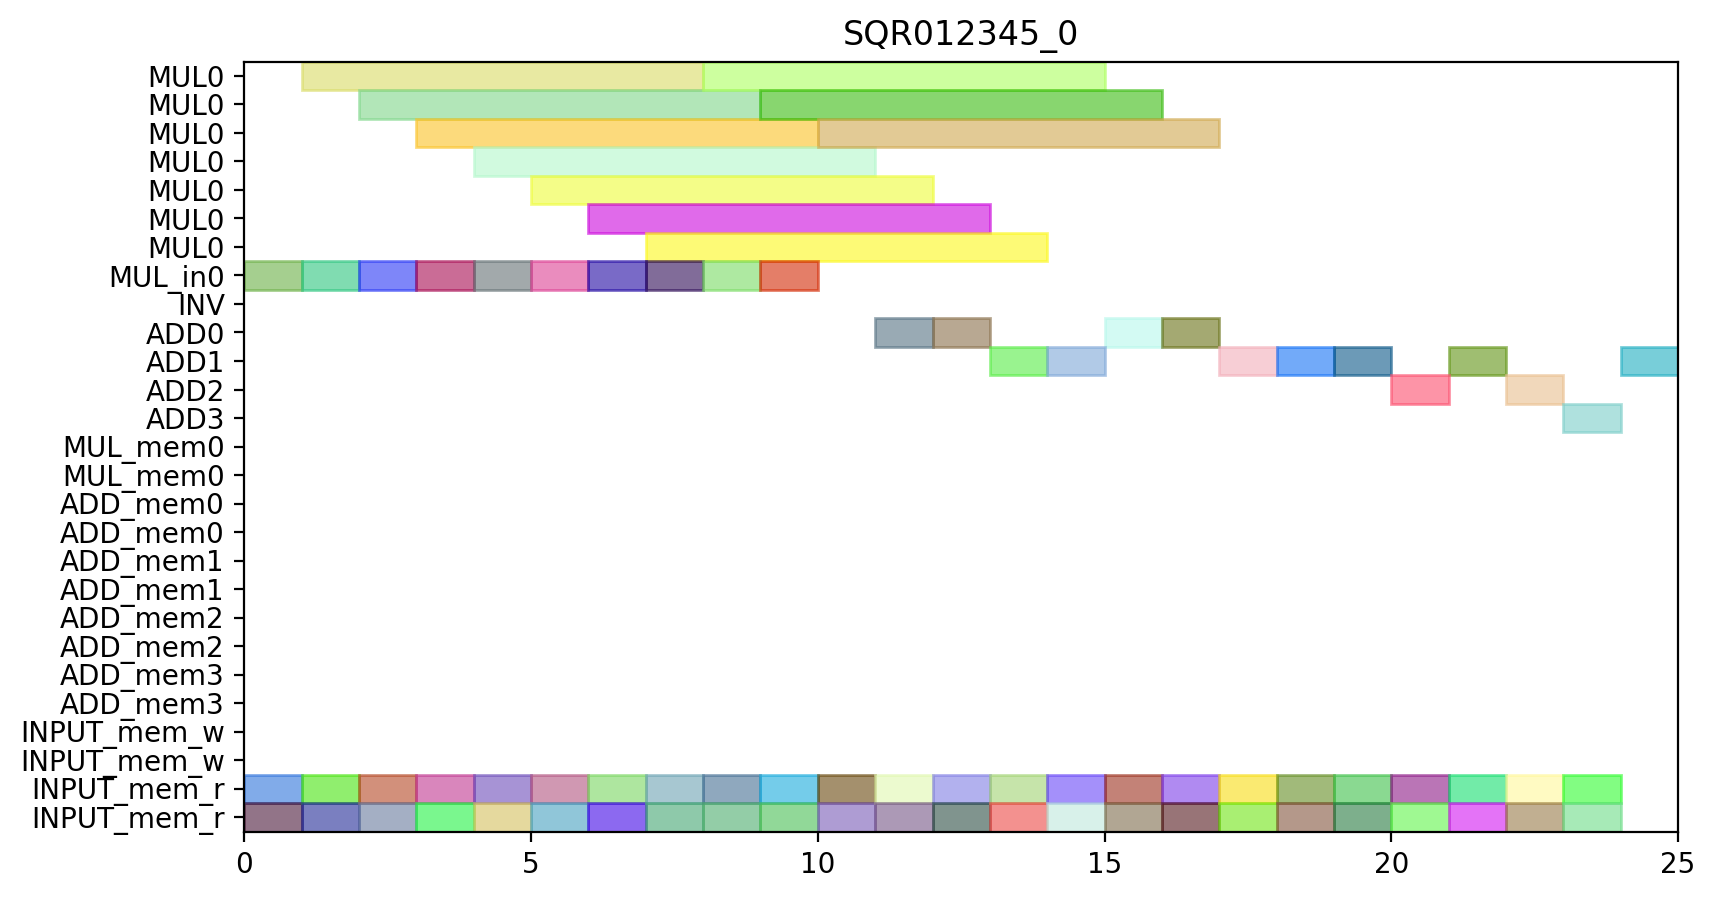 SQR012345_0
MUL0
MUL0
MUL0
MUL0
MUL0
MUL0
MUL0
MUL_in0
INV
ADD0
ADD1
ADD2
ADD3
MUL_mem0
MUL_mem0
ADD_mem0
ADD_mem0
ADD_mem1
ADD_mem1
ADD_mem2
ADD_mem2
ADD_mem3
ADD_mem3
INPUT_mem_w
INPUT_mem_w
INPUT_mem_r
INPUT_mem_r
0 5 10 15 20 25